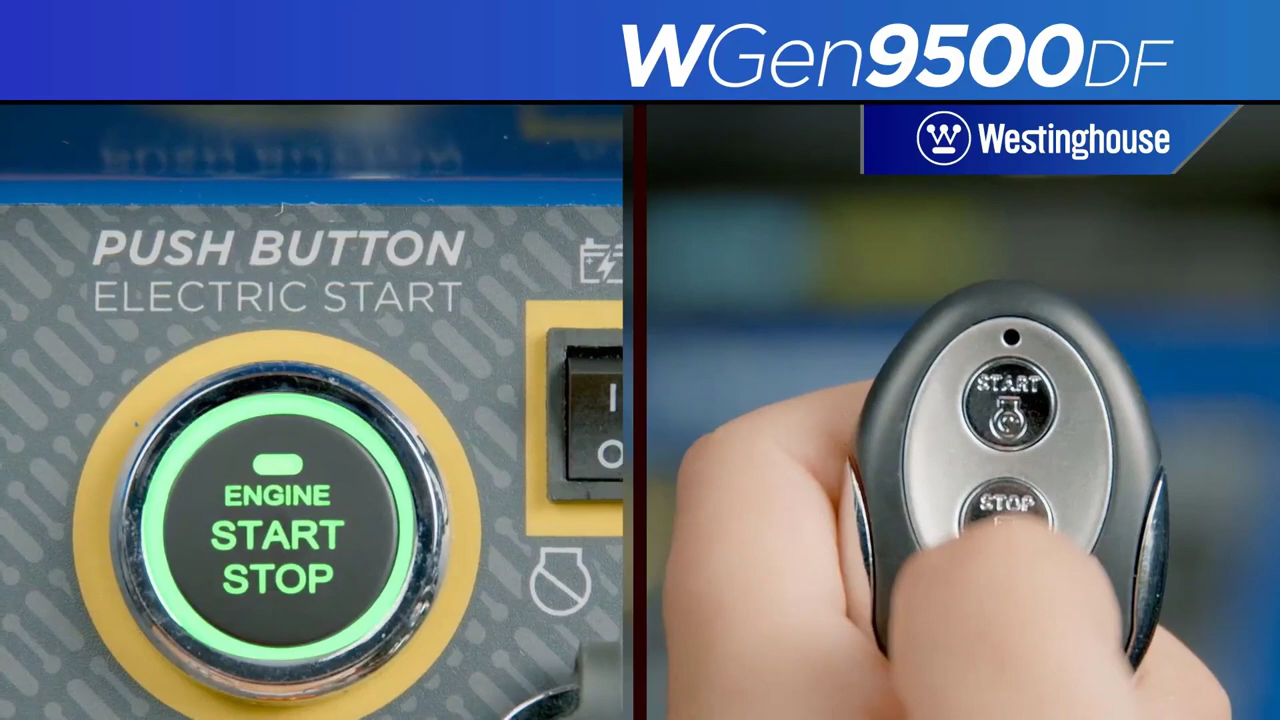 WGen9500DF
Westinghouse
PUSH BUTTON
ELECTRIC START
ENGINE
START
STOP
I
O
START
STOP